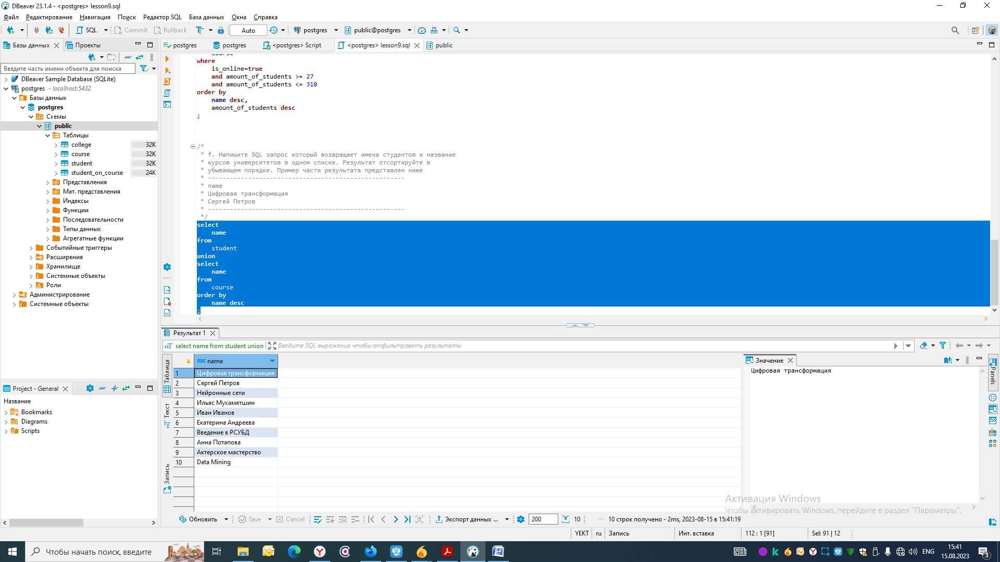 DBeaver 23.1.4 - <postgres> lesson9.sql
Файл Редактирование Навигация Поиск Редактор SQL База данных Окна Справка
SQL Commit Rollback Auto postgres public@postgres
Базы данных Проекты
postgres postgres <postgres> Script <postgres> lesson9.sql public
Введите часть имени объекта для поиска
DBeaver Sample Database (SQLite)
postgres - localhost:5432
Базы данных
postgres
Схемы
public
Таблицы
college 32K
course 32K
student 32K
student_on_course 24K
Представления
Мат. представления
Индексы
Функции
Последовательности
Типы данных
Агрегатные функции
Событийные триггеры
Расширения
Хранилище
Системные объекты
Роли
Администрирование
Системные объекты
Project - General
Название
Bookmarks
Diagrams
Scripts
course
where
is_online=true
and amount_of_students >= 27
and amount_of_students <= 310
order by
name desc,
amount_of_students desc
;
/*
* f. Напишите SQL запрос который возвращает имена студентов и название
* курсов университетов в одном списке. Результат отсортируйте в
* убывающем порядке. Пример части результата представлен ниже
* ------------------------------------------------------
* name
* Цифровая трансформация
* Сергей Петров
* ------------------------------------------------------
*/
select
name
from
student
union
select
name
from
course
order by
name desc
;
Результат 1
select name from student union Введите SQL выражение чтобы отфильтровать результаты
Таблица
Текст
Запись
ABC name
1 Цифровая трансформация
2 Сергей Петров
3 Нейронные сети
4 Ильяс Мухаметшин
5 Иван Иванов
6 Екатерина Андреева
7 Введение в РСУБД
8 Анна Потапова
9 Актерское мастерство
10 Data Mining
Значение
Цифровая трансформация
Panels
Активация Windows
Чтобы активировать Windows, перейдите в раздел "Параметры".
Обновить Save Cancel Экспорт данных ... 200 10 ... 10 строк получено - 2ms, 2023-08-15 в 15:41:19
YEKT ru Запись Инт. вставка 112 : 1 [91] Sel: 91 | 12
Чтобы начать поиск, введите
ENG
15:41
15.08.2023
3